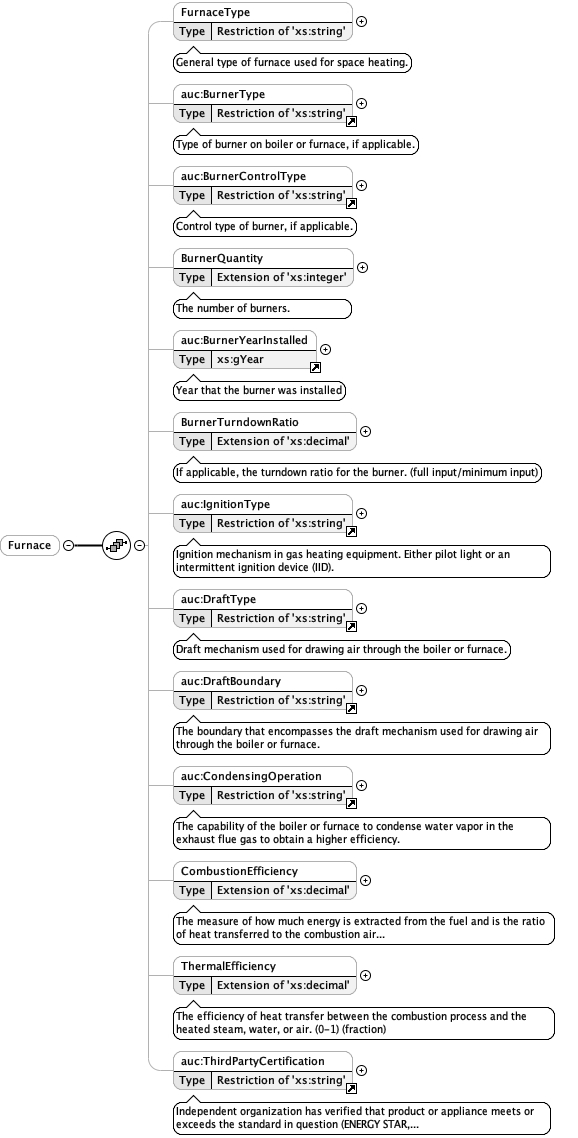 FurnaceType
Type Restriction of 'xs:string'
General type of furnace used for space heating.
auc:BurnerType
Type Restriction of 'xs:string'
Type of burner on boiler or furnace, if applicable.
auc:BurnerControlType
Type Restriction of 'xs:string'
Control type of burner, if applicable.
BurnerQuantity
Type Extension of 'xs:integer'
The number of burners.
auc:BurnerYearInstalled
Type xs:gYear
Year that the burner was installed
BurnerTurndownRatio
Type Extension of 'xs:decimal'
If applicable, the turndown ratio for the burner. (full input/minimum input)
auc:IgnitionType
Type Restriction of 'xs:string'
Furnace
Ignition mechanism in gas heating equipment. Either pilot light or an
intermittent ignition device (IID).
auc:DraftType
Type Restriction of 'xs:string'
Draft mechanism used for drawing air through the boiler or furnace.
auc:DraftBoundary
Type Restriction of 'xs:string'
The boundary that encompasses the draft mechanism used for drawing air
through the boiler or furnace.
auc:CondensingOperation
Type Restriction of 'xs:string'
The capability of the boiler or furnace to condense water vapor in the
exhaust flue gas to obtain a higher efficiency.
CombustionEfficiency
Type Extension of 'xs:decimal'
The measure of how much energy is extracted from the fuel and is the ratio
of heat transferred to the combustion air...
ThermalEfficiency
Type Extension of 'xs:decimal'
The efficiency of heat transfer between the combustion process and the
heated steam, water, or air. (0-1) (fraction)
auc:ThirdPartyCertification
Type Restriction of 'xs:string'
Independent organization has verified that product or appliance meets or
exceeds the standard in question (ENERGY STAR,...